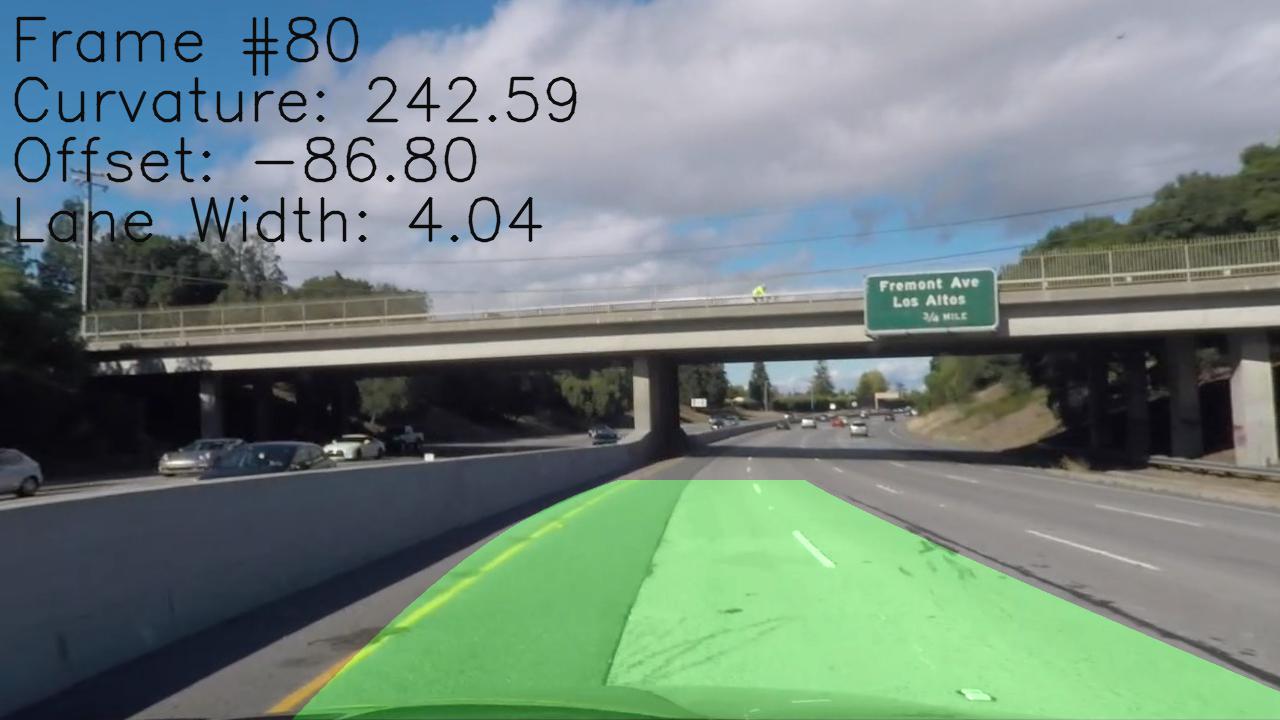 Frame #80
Curvature: 242.59
Offset: -86.80
Lane Width: 4.04
Fremont Ave
Los Altos
3/4 MILE